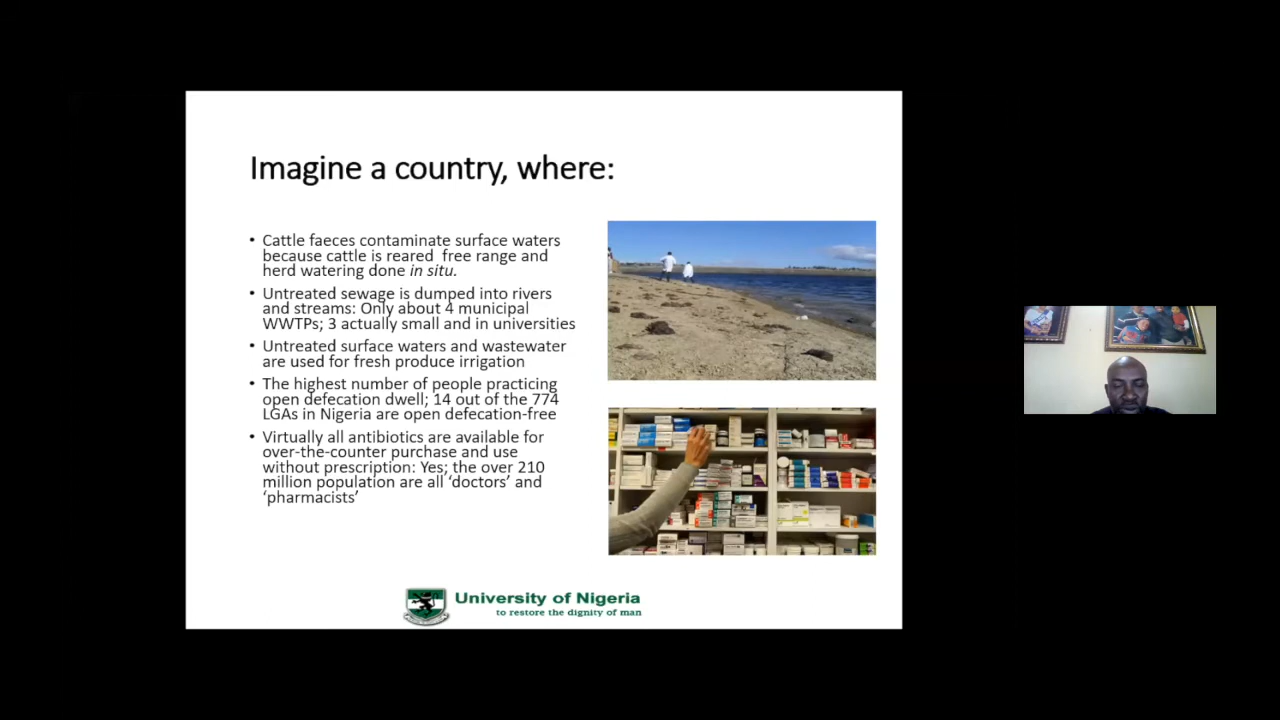 Imagine a country, where:
• Cattle faeces contaminate surface waters
because cattle is reared free range and
herd watering done in situ.
• Untreated sewage is dumped into rivers
and streams: Only about 4 municipal
WWTPs; 3 actually small and in universities
• Untreated surface waters and wastewater
are used for fresh produce irrigation
• The highest number of people practicing
open defecation dwell; 14 out of the 774
LGAs in Nigeria are open defecation-free
• Virtually all antibiotics are available for
over-the-counter purchase and use
without prescription: Yes; the over 210
million population are all ‘doctors’ and
‘pharmacists’
University of Nigeria
to restore the dignity of man